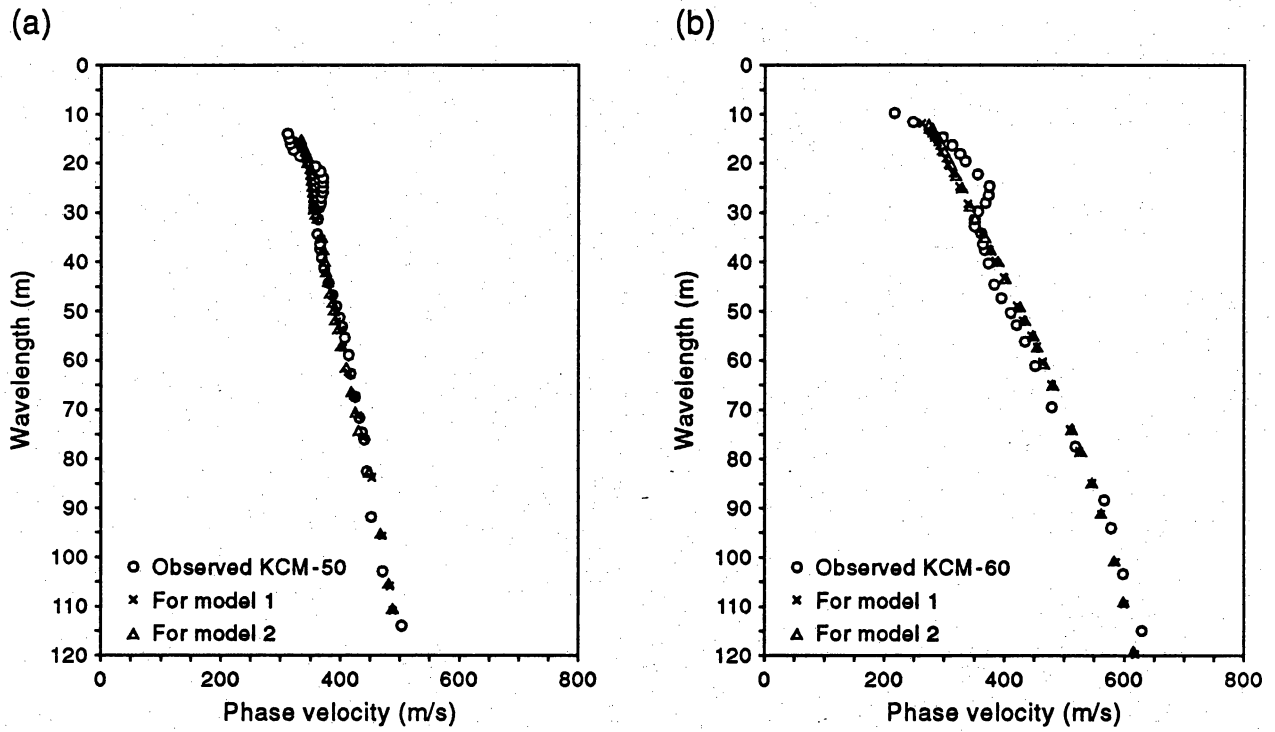 (a)
0
10
20
30
40
50
60
70
80
90
100
110
120
Wavelength (m)
Observed KCM-50
For model 1
For model 2
0 200 400 600 800
Phase velocity (m/s)
(b)
0
10
20
30
40
50
60
70
80
90
100
110
120
Wavelength (m)
Observed KCM-60
For model 1
For model 2
0 200 400 600 800
Phase velocity (m/s)